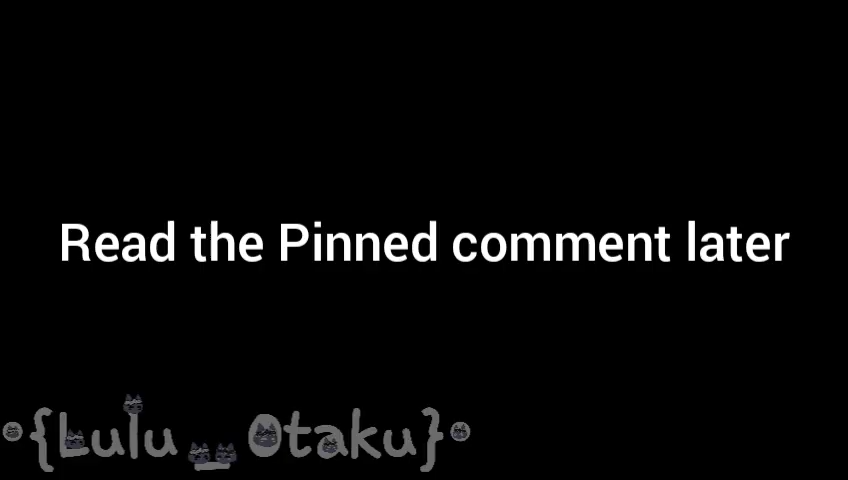 Read the Pinned comment later
•{Lulu_Otaku}•